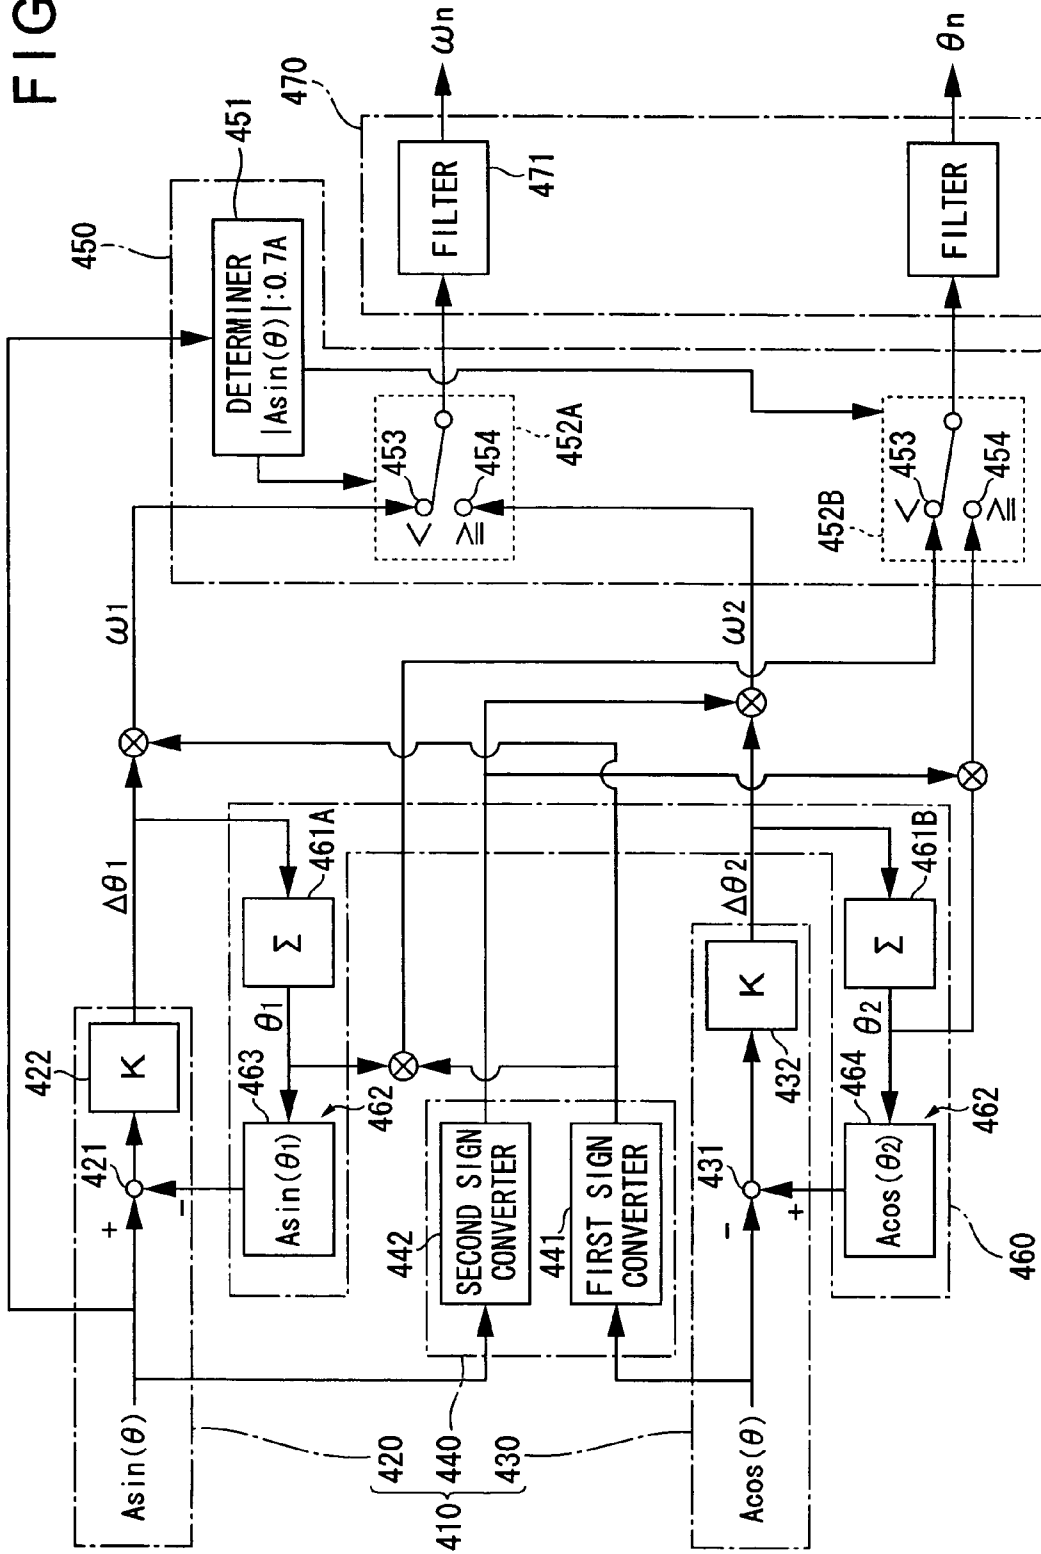 FIG
Asin(θ)
+
-
421
422
K
Δθ1
ω1
450
DETERMINER
|Asin(θ)|:0.7A
451
470
ωn
FILTER
471
453
<
454
≧
452A
463
Asin(θ1)
462
θ1
Σ
461A
442
SECOND SIGN
CONVERTER
441
FIRST SIGN
CONVERTER
410
420
440
430
Acos(θ)
-
+
431
K
432
Δθ2
ω2
452B
453
<
454
≧
FILTER
θn
Acos(θ2)
464
462
θ2
Σ
461B
460